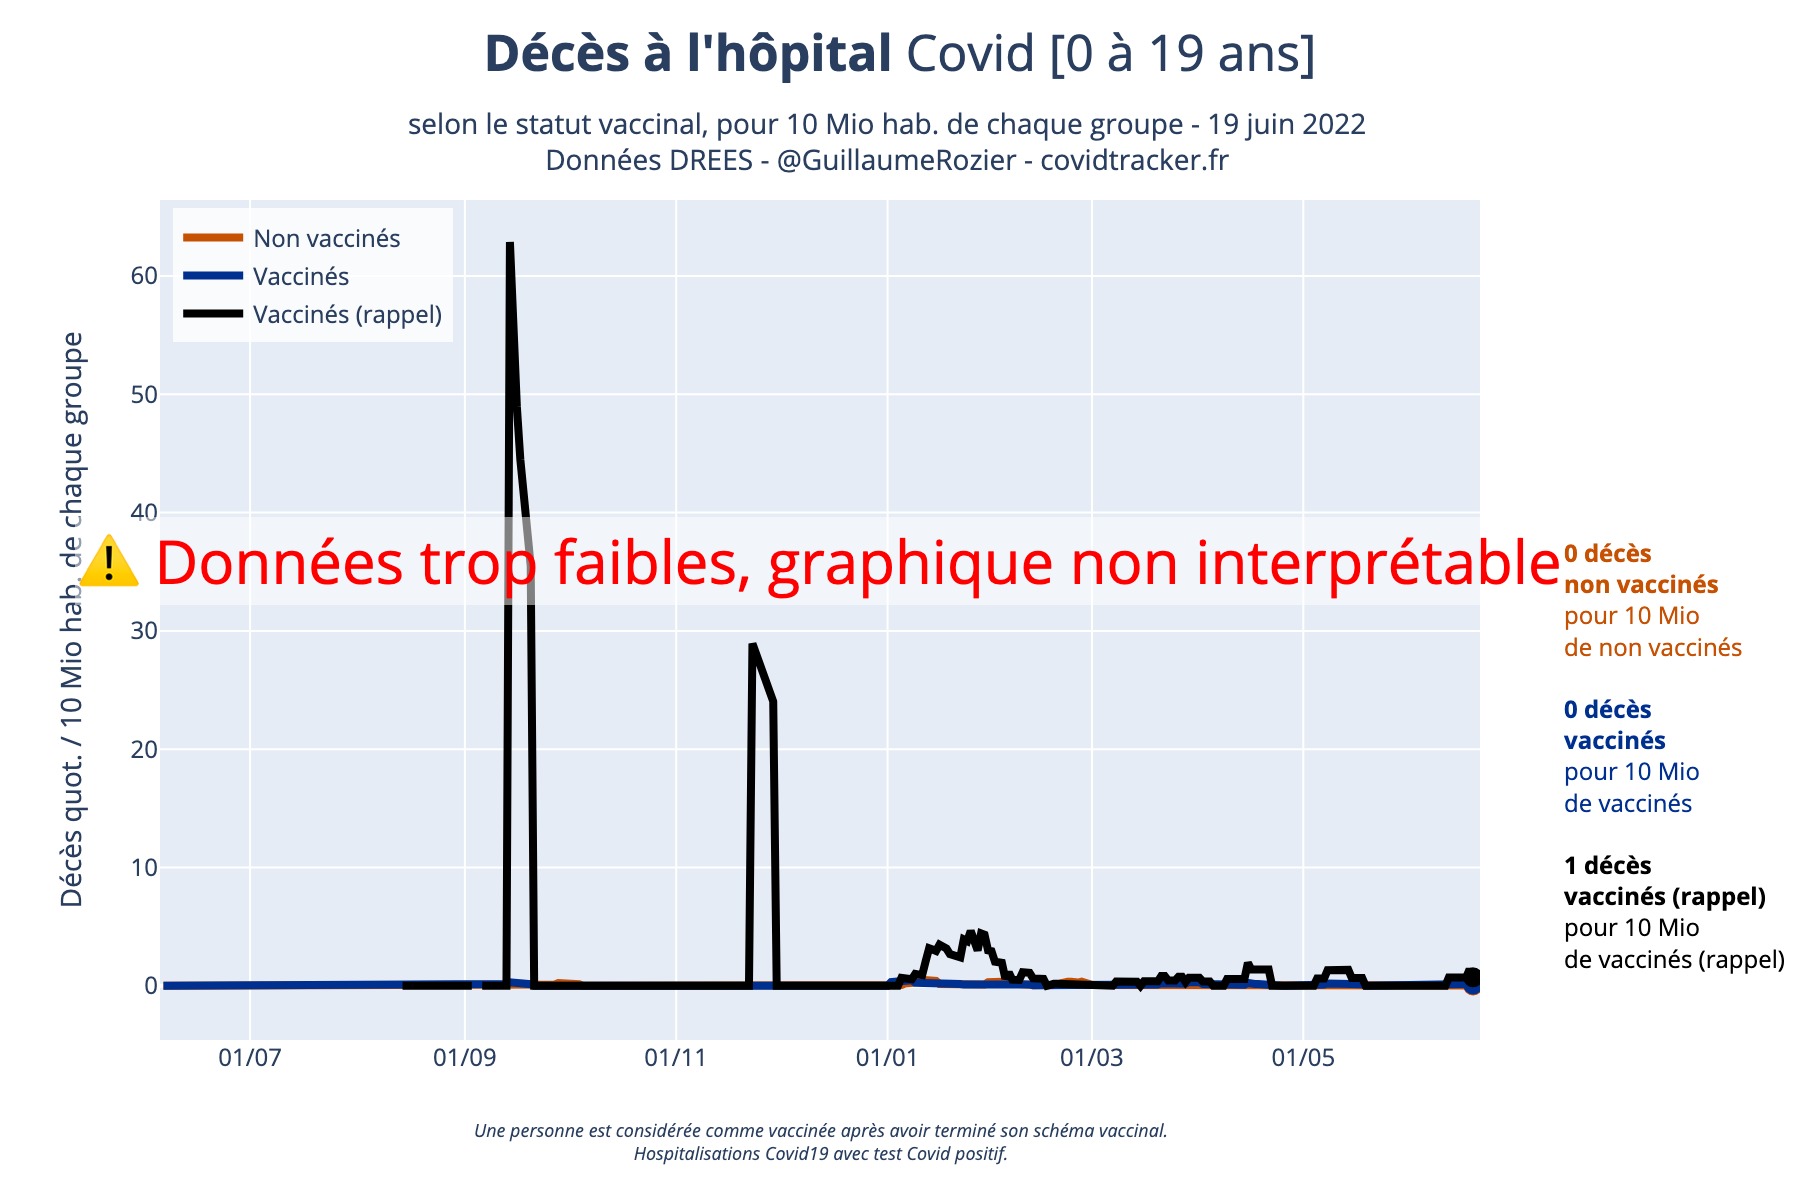 Décès à l'hôpital Covid [0 à 19 ans]
selon le statut vaccinal, pour 10 Mio hab. de chaque groupe - 19 juin 2022
Données DREES - @GuillaumeRozier - covidtracker.fr
Non vaccinés
Vaccinés
Vaccinés (rappel)
Décès quot. / 10 Mio hab. de chaque groupe
60
50
40
30
20
10
0
⚠️ Données trop faibles, graphique non interprétable
0 décès
non vaccinés
pour 10 Mio
de non vaccinés
0 décès
vaccinés
pour 10 Mio
de vaccinés
1 décès
vaccinés (rappel)
pour 10 Mio
de vaccinés (rappel)
01/07 01/09 01/11 01/01 01/03 01/05
Une personne est considérée comme vaccinée après avoir terminé son schéma vaccinal.
Hospitalisations Covid19 avec test Covid positif.